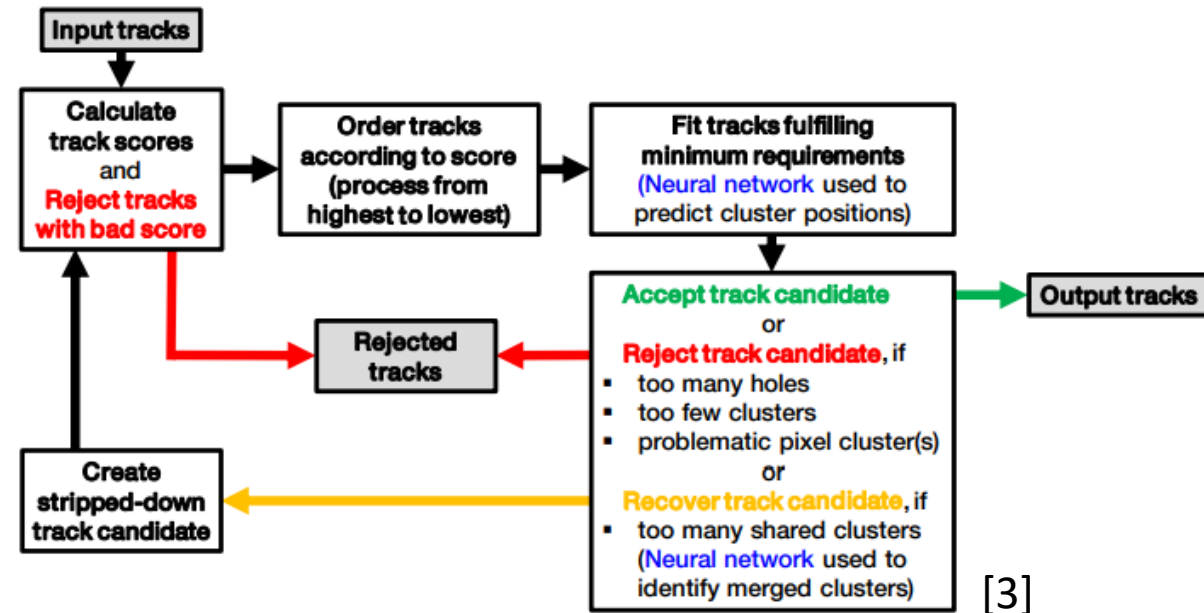 Input tracks
Calculate
track scores
and
Reject tracks
with bad score
Order tracks
according to score
(process from
highest to lowest)
Fit tracks fulfilling
minimum requirements
(Neural network used to
predict cluster positions)
Accept track candidate
or
Reject track candidate, if
▪ too many holes
▪ too few clusters
▪ problematic pixel cluster(s)
or
Recover track candidate, if
▪ too many shared clusters
(Neural network used to
identify merged clusters)
Output tracks
Rejected
tracks
Create
stripped-down
track candidate
[3]